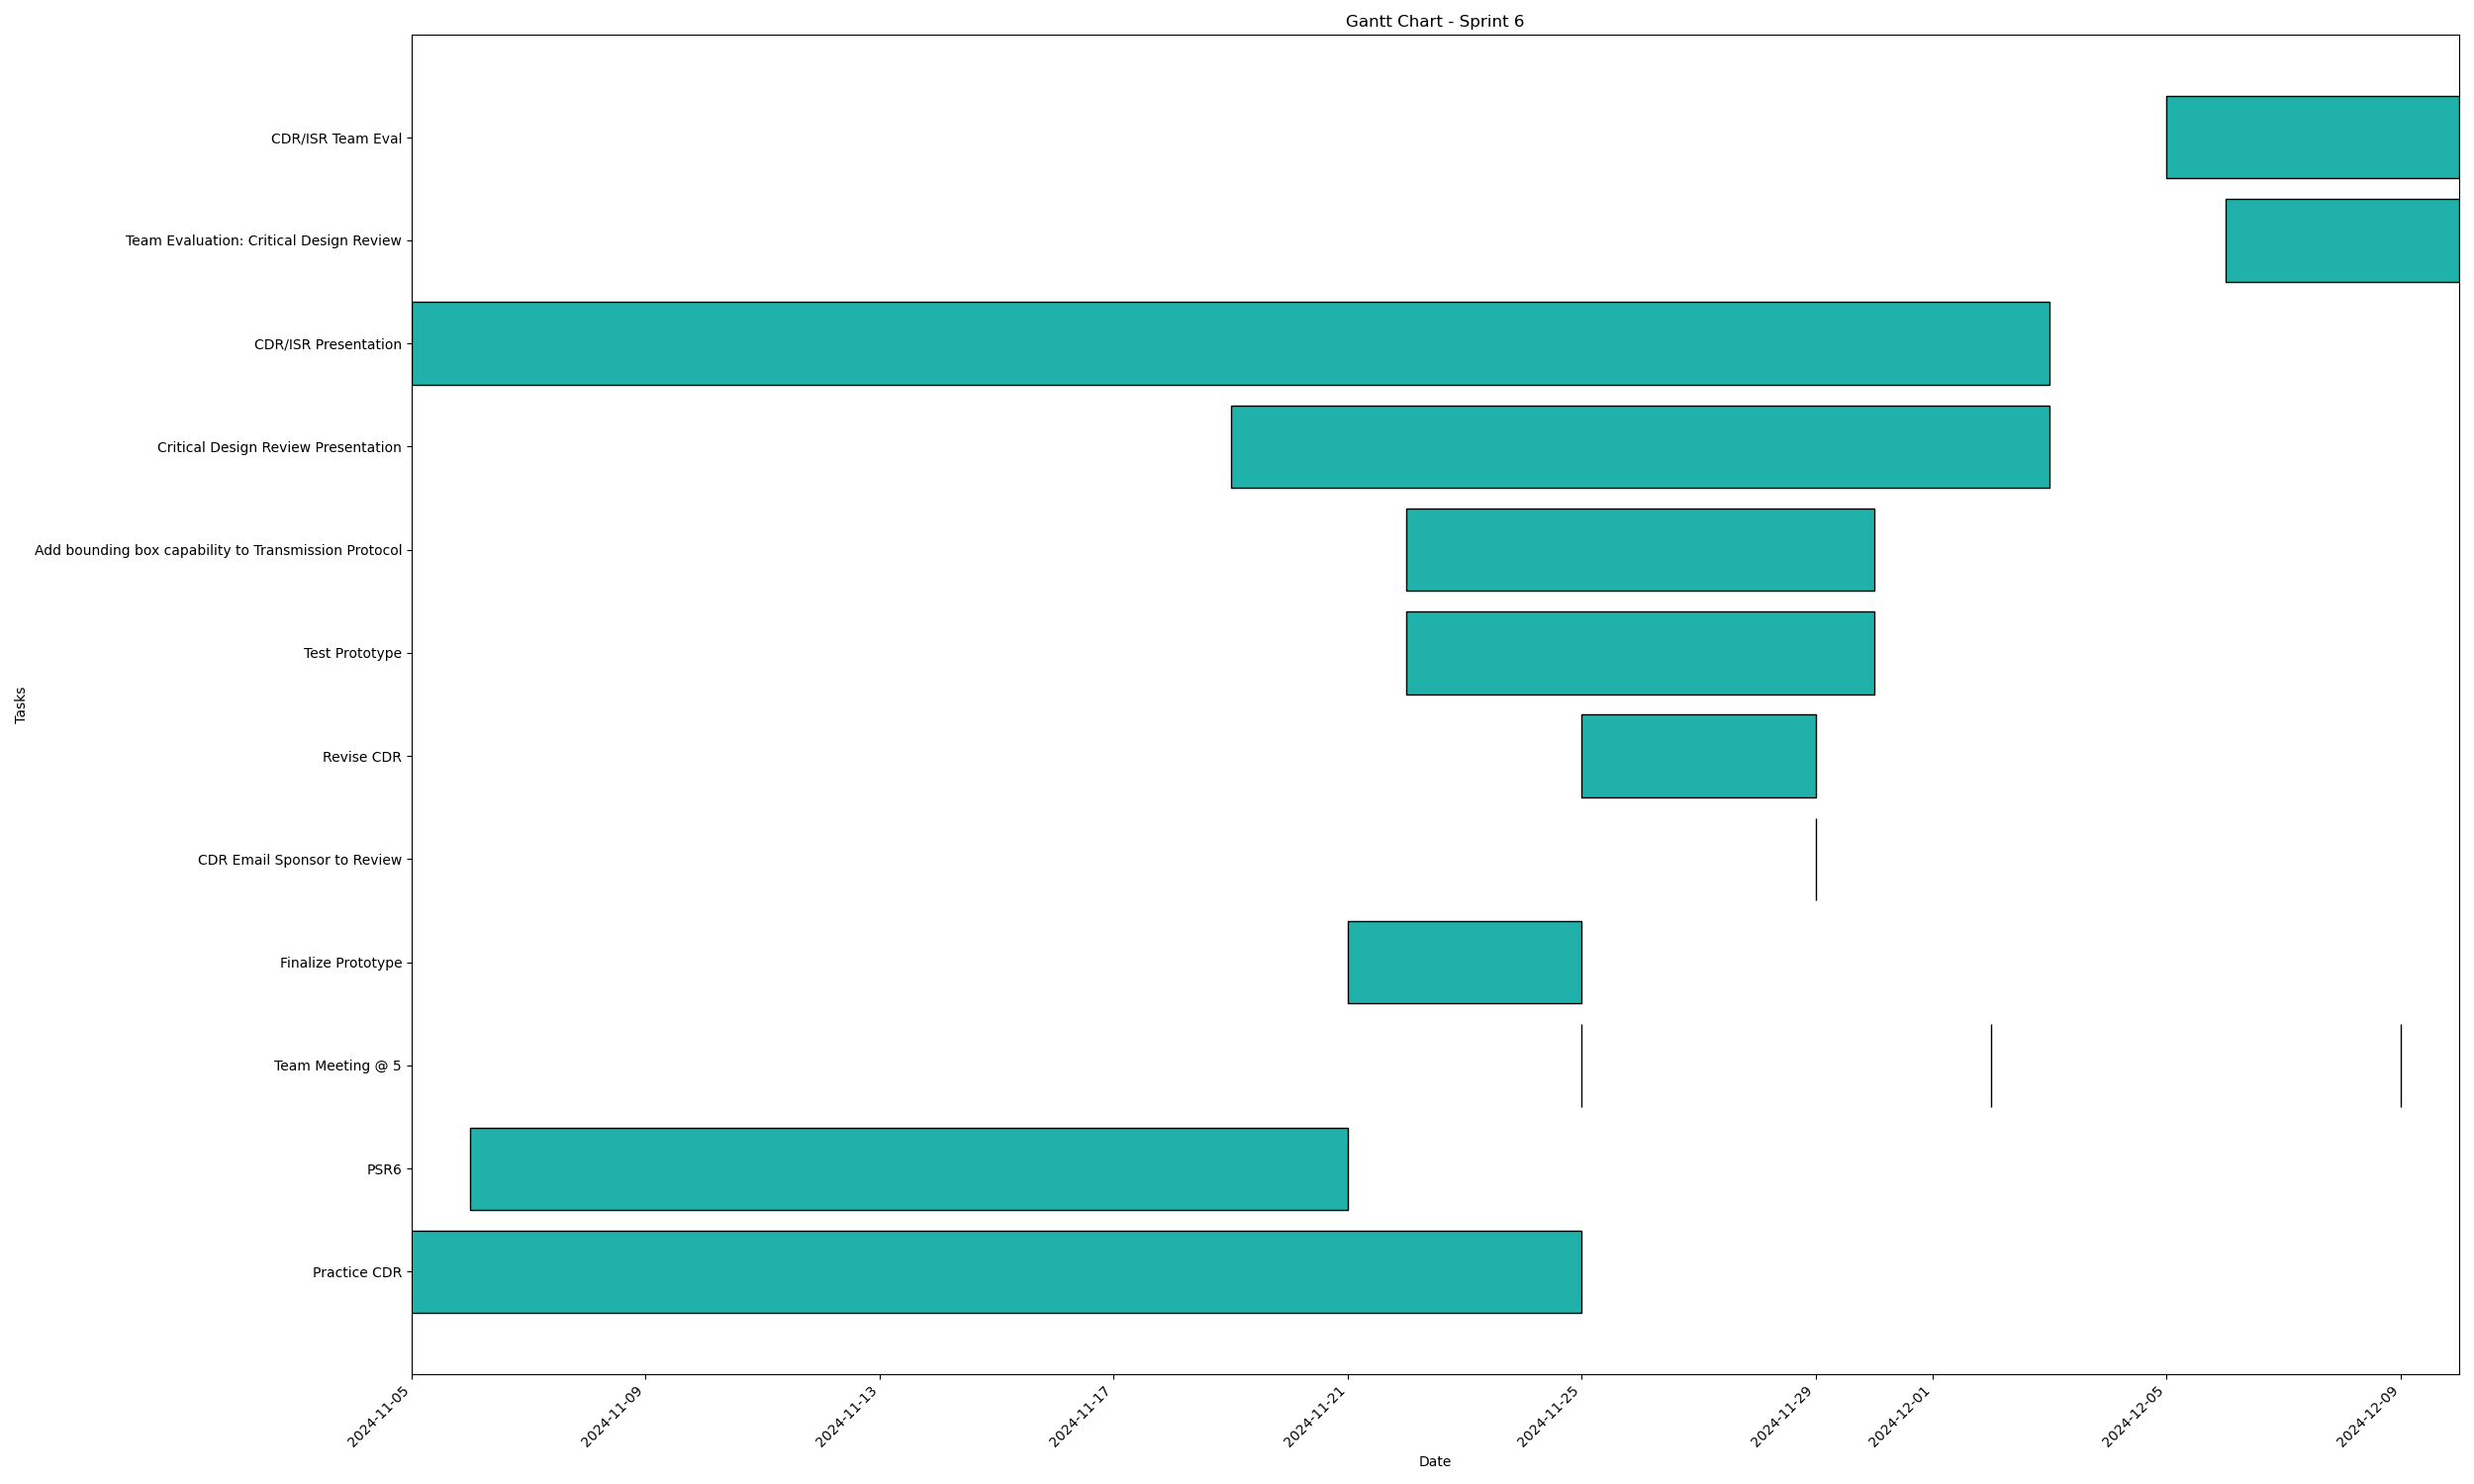 Gantt Chart - Sprint 6
CDR/ISR Team Eval
Team Evaluation: Critical Design Review
CDR/ISR Presentation
Critical Design Review Presentation
Add bounding box capability to Transmission Protocol
Test Prototype
Revise CDR
CDR Email Sponsor to Review
Finalize Prototype
Team Meeting @ 5
PSR6
Practice CDR
Tasks
2024-11-05
2024-11-09
2024-11-13
2024-11-17
2024-11-21
2024-11-25
2024-11-29
2024-12-01
2024-12-05
2024-12-09
Date